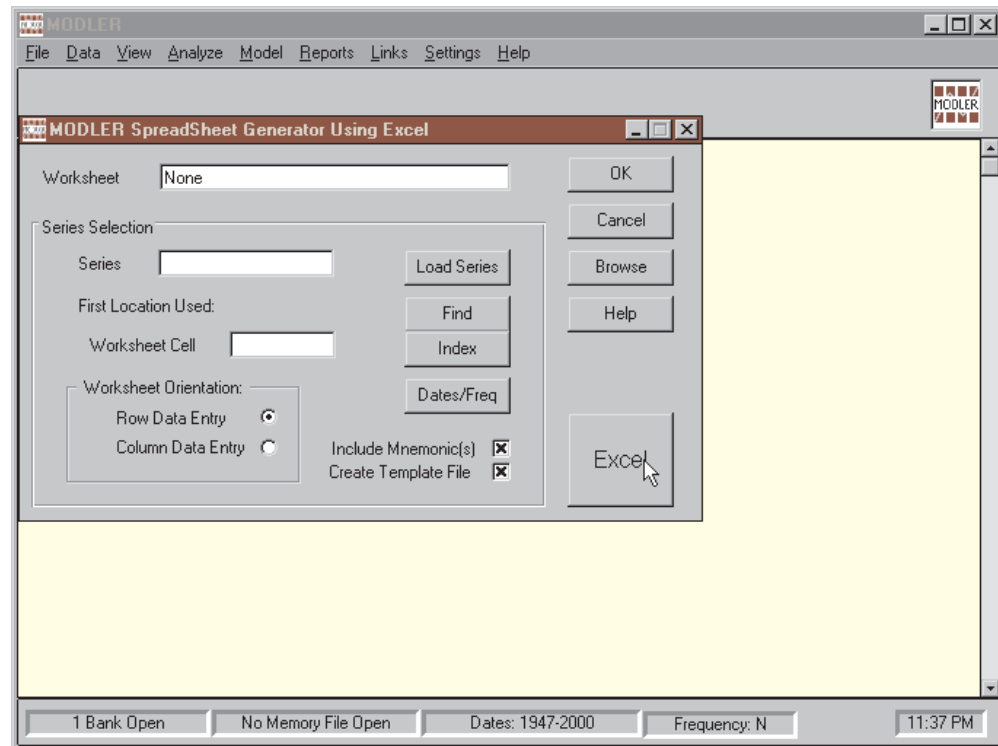 MODLER
File Data View Analyze Model Reports Links Settings Help
MODLER
MODLER SpreadSheet Generator Using Excel
Worksheet None
OK
Series Selection
Cancel
Series
Load Series
Browse
First Location Used:
Find
Help
Worksheet Cell
Index
Worksheet Orientation:
Dates/Freq
Row Data Entry
Column Data Entry
Include Mnemonic(s)
Create Template File
Excel
1 Bank Open No Memory File Open Dates: 1947-2000 Frequency: N 11:37 PM